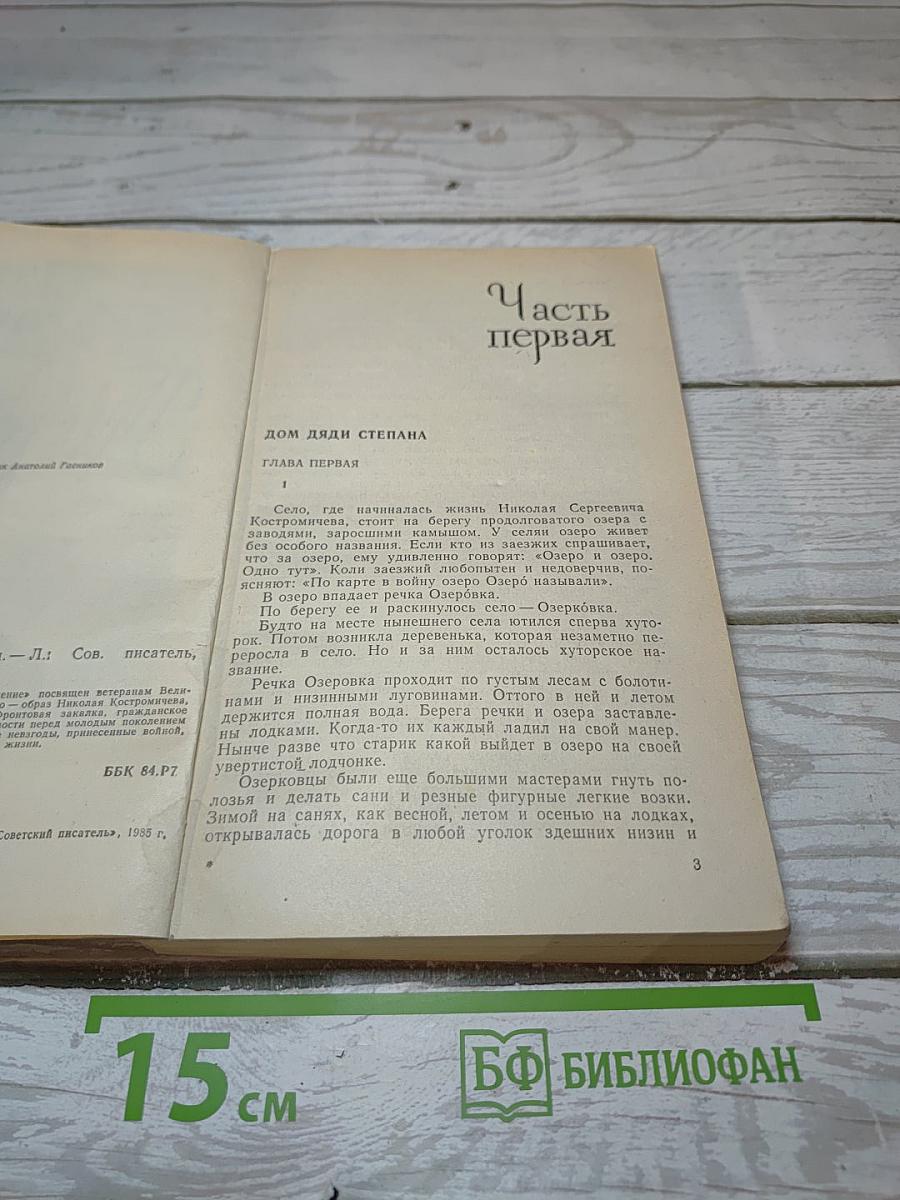 Анатолий Гасников
Л.: Сов. писатель,
посвящен ветеранам Вели-
образ Николая Костромичева,
фронтовая закалка, гражданское
перед молодым поколением
невзгоды, принесенные войной,
жизни.
ББК 84.Р7
Советский писатель», 1985 г.
Часть
первая
ДОМ ДЯДИ СТЕПАНА
ГЛАВА ПЕРВАЯ
1
Село, где начиналась жизнь Николая Сергеевича
Костромичева, стоит на берегу продолговатого озера с
заводями, заросшими камышом. У селян озеро живет
без особого названия. Если кто из заезжих спрашивает,
что за озеро, ему удивленно говорят: «Озеро и озеро.
Одно тут». Коли заезжий любопытен и недоверчив, по-
ясняют: «По карте в войну озеро Озеро́ называли».
В озеро впадает речка Озеро́вка.
По берегу ее и раскинулось село — Озерко́вка.
Будто на месте нынешнего села ютился сперва хуто-
рок. Потом возникла деревенька, которая незаметно пе-
реросла в село. Но и за ним осталось хуторское на-
звание.
Речка Озеровка проходит по густым лесам с болоти-
нами и низинными луговинами. Оттого в ней и летом
держится полная вода. Берега речки и озера заставле-
ны лодками. Когда-то их каждый ладил на свой манер.
Нынче разве что старик какой выйдет в озеро на своей
увертистой лодчонке.
Озерковцы были еще большими мастерами гнуть по-
лозья и делать сани и резные фигурные легкие возки.
Зимой на санях, как весной, летом и осенью на лодках,
открывалась дорога в любой уголок здешних низин и
*
3
15 см
БФ БИБЛИОФАН